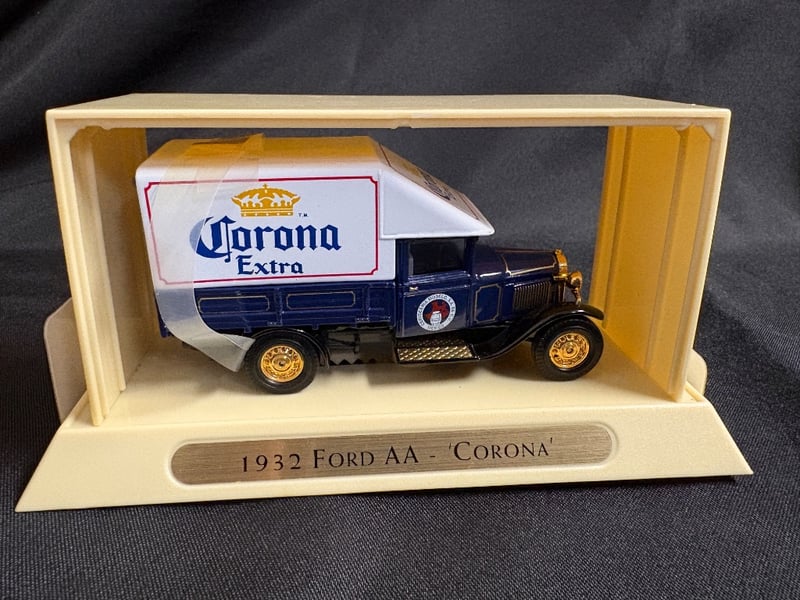 T.M.
Corona
Extra
1932 FORD AA - 'CORONA'